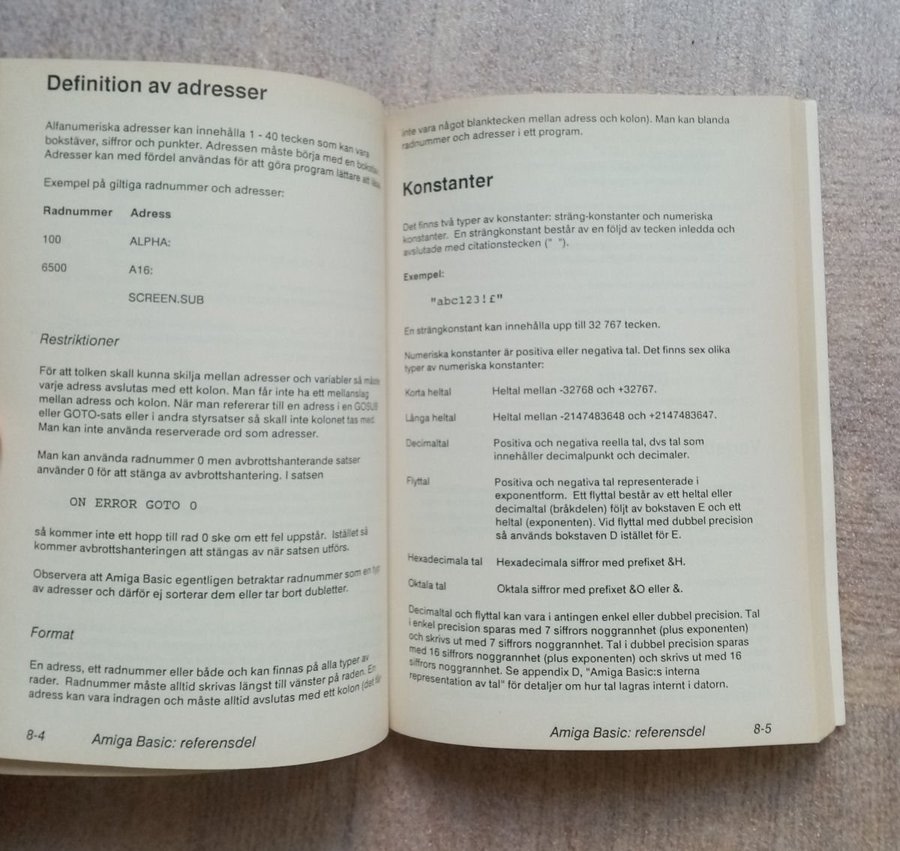 Definition av adresser
Alfanumeriska adresser kan innehålla 1 - 40 tecken som kan vara
bokstäver, siffror och punkter. Adressen måste börja med en bokstav.
Adresser kan med fördel användas för att göra program lättare att läsa.
Exempel på giltiga radnummer och adresser:
Radnummer Adress
100 ALPHA:
6500 A16:
SCREEN.SUB
Restriktioner
För att tolken skall kunna skilja mellan adresser och variabler så måste
varje adress avslutas med ett kolon. Man får inte ha ett mellanslag
mellan adress och kolon. När man refererar till en adress i en GOSUB
eller GOTO-sats eller i andra styrsatser så skall inte kolonet tas med.
Man kan inte använda reserverade ord som adresser.
Man kan använda radnummer 0 men avbrottshanterande satser
använder 0 för att stänga av avbrottshantering. I satsen
ON ERROR GOTO 0
så kommer inte ett hopp till rad 0 ske om ett fel uppstår. Istället så
kommer avbrottshanteringen att stängas av när satsen utförs.
Observera att Amiga Basic egentligen betraktar radnummer som en typ
av adresser och därför ej sorterar dem eller tar bort dubletter.
Format
En adress, ett radnummer eller både och kan finnas på alla typer av
rader. Radnummer måste alltid skrivas längst till vänster på raden. En
adress kan vara indragen och måste alltid avslutas med ett kolon (det får
8-4 Amiga Basic: referensdel
inte vara något blanktecken mellan adress och kolon). Man kan blanda
radnummer och adresser i ett program.
Konstanter
Det finns två typer av konstanter: sträng-konstanter och numeriska
konstanter. En strängkonstant består av en följd av tecken inledda och
avslutade med citationstecken (" ").
Exempel:
"abc123!£"
En strängkonstant kan innehålla upp till 32 767 tecken.
Numeriska konstanter är positiva eller negativa tal. Det finns sex olika
typer av numeriska konstanter:
Korta heltal Heltal mellan -32768 och +32767.
Långa heltal Heltal mellan -2147483648 och +2147483647.
Decimaltal Positiva och negativa reella tal, dvs tal som
innehåller decimalpunkt och decimaler.
Flyttal Positiva och negativa tal representerade i
exponentform. Ett flyttal består av ett heltal eller
decimaltal (bråkdelen) följt av bokstaven E och ett
heltal (exponenten). Vid flyttal med dubbel precision
så används bokstaven D istället för E.
Hexadecimala tal Hexadecimala siffror med prefixet &H.
Oktala tal Oktala siffror med prefixet &O eller &.
Decimaltal och flyttal kan vara i antingen enkel eller dubbel precision. Tal
i enkel precision sparas med 7 siffrors noggrannhet (plus exponenten)
och skrivs ut med 7 siffrors noggrannhet. Tal i dubbel precision sparas
med 16 siffrors noggrannhet (plus exponenten) och skrivs ut med 16
siffrors noggrannhet. Se appendix D, "Amiga Basic:s interna
representation av tal" för detaljer om hur tal lagras internt i datorn.
Amiga Basic: referensdel 8-5